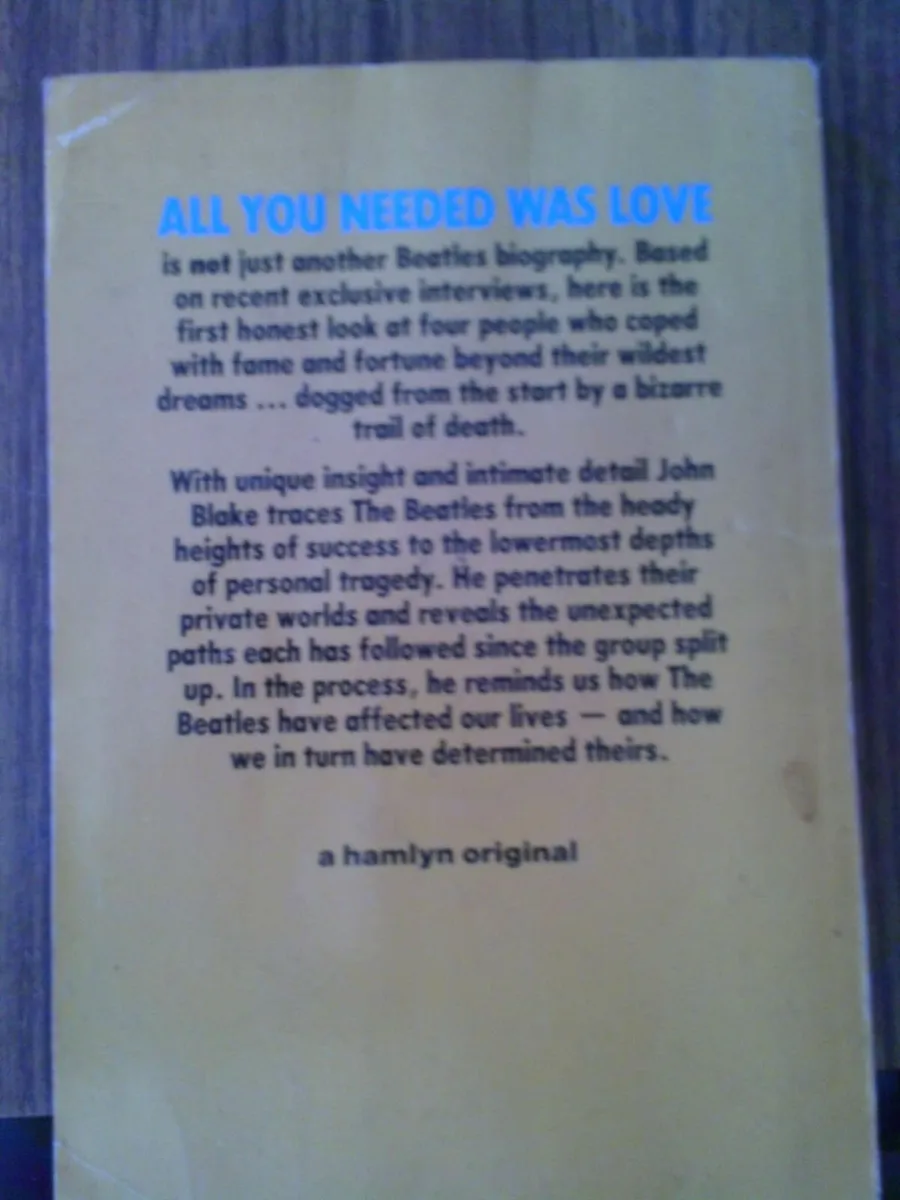 ALL YOU NEEDED WAS LOVE
is not just another Beatles biography. Based
on recent exclusive interviews, here is the
first honest look at four people who coped
with fame and fortune beyond their wildest
dreams ... dogged from the start by a bizarre
trail of death.
With unique insight and intimate detail John
Blake traces The Beatles from the heady
heights of success to the lowermost depths
of personal tragedy. He penetrates their
private worlds and reveals the unexpected
paths each has followed since the group split
up. In the process, he reminds us how The
Beatles have affected our lives — and how
we in turn have determined theirs.
a hamlyn original